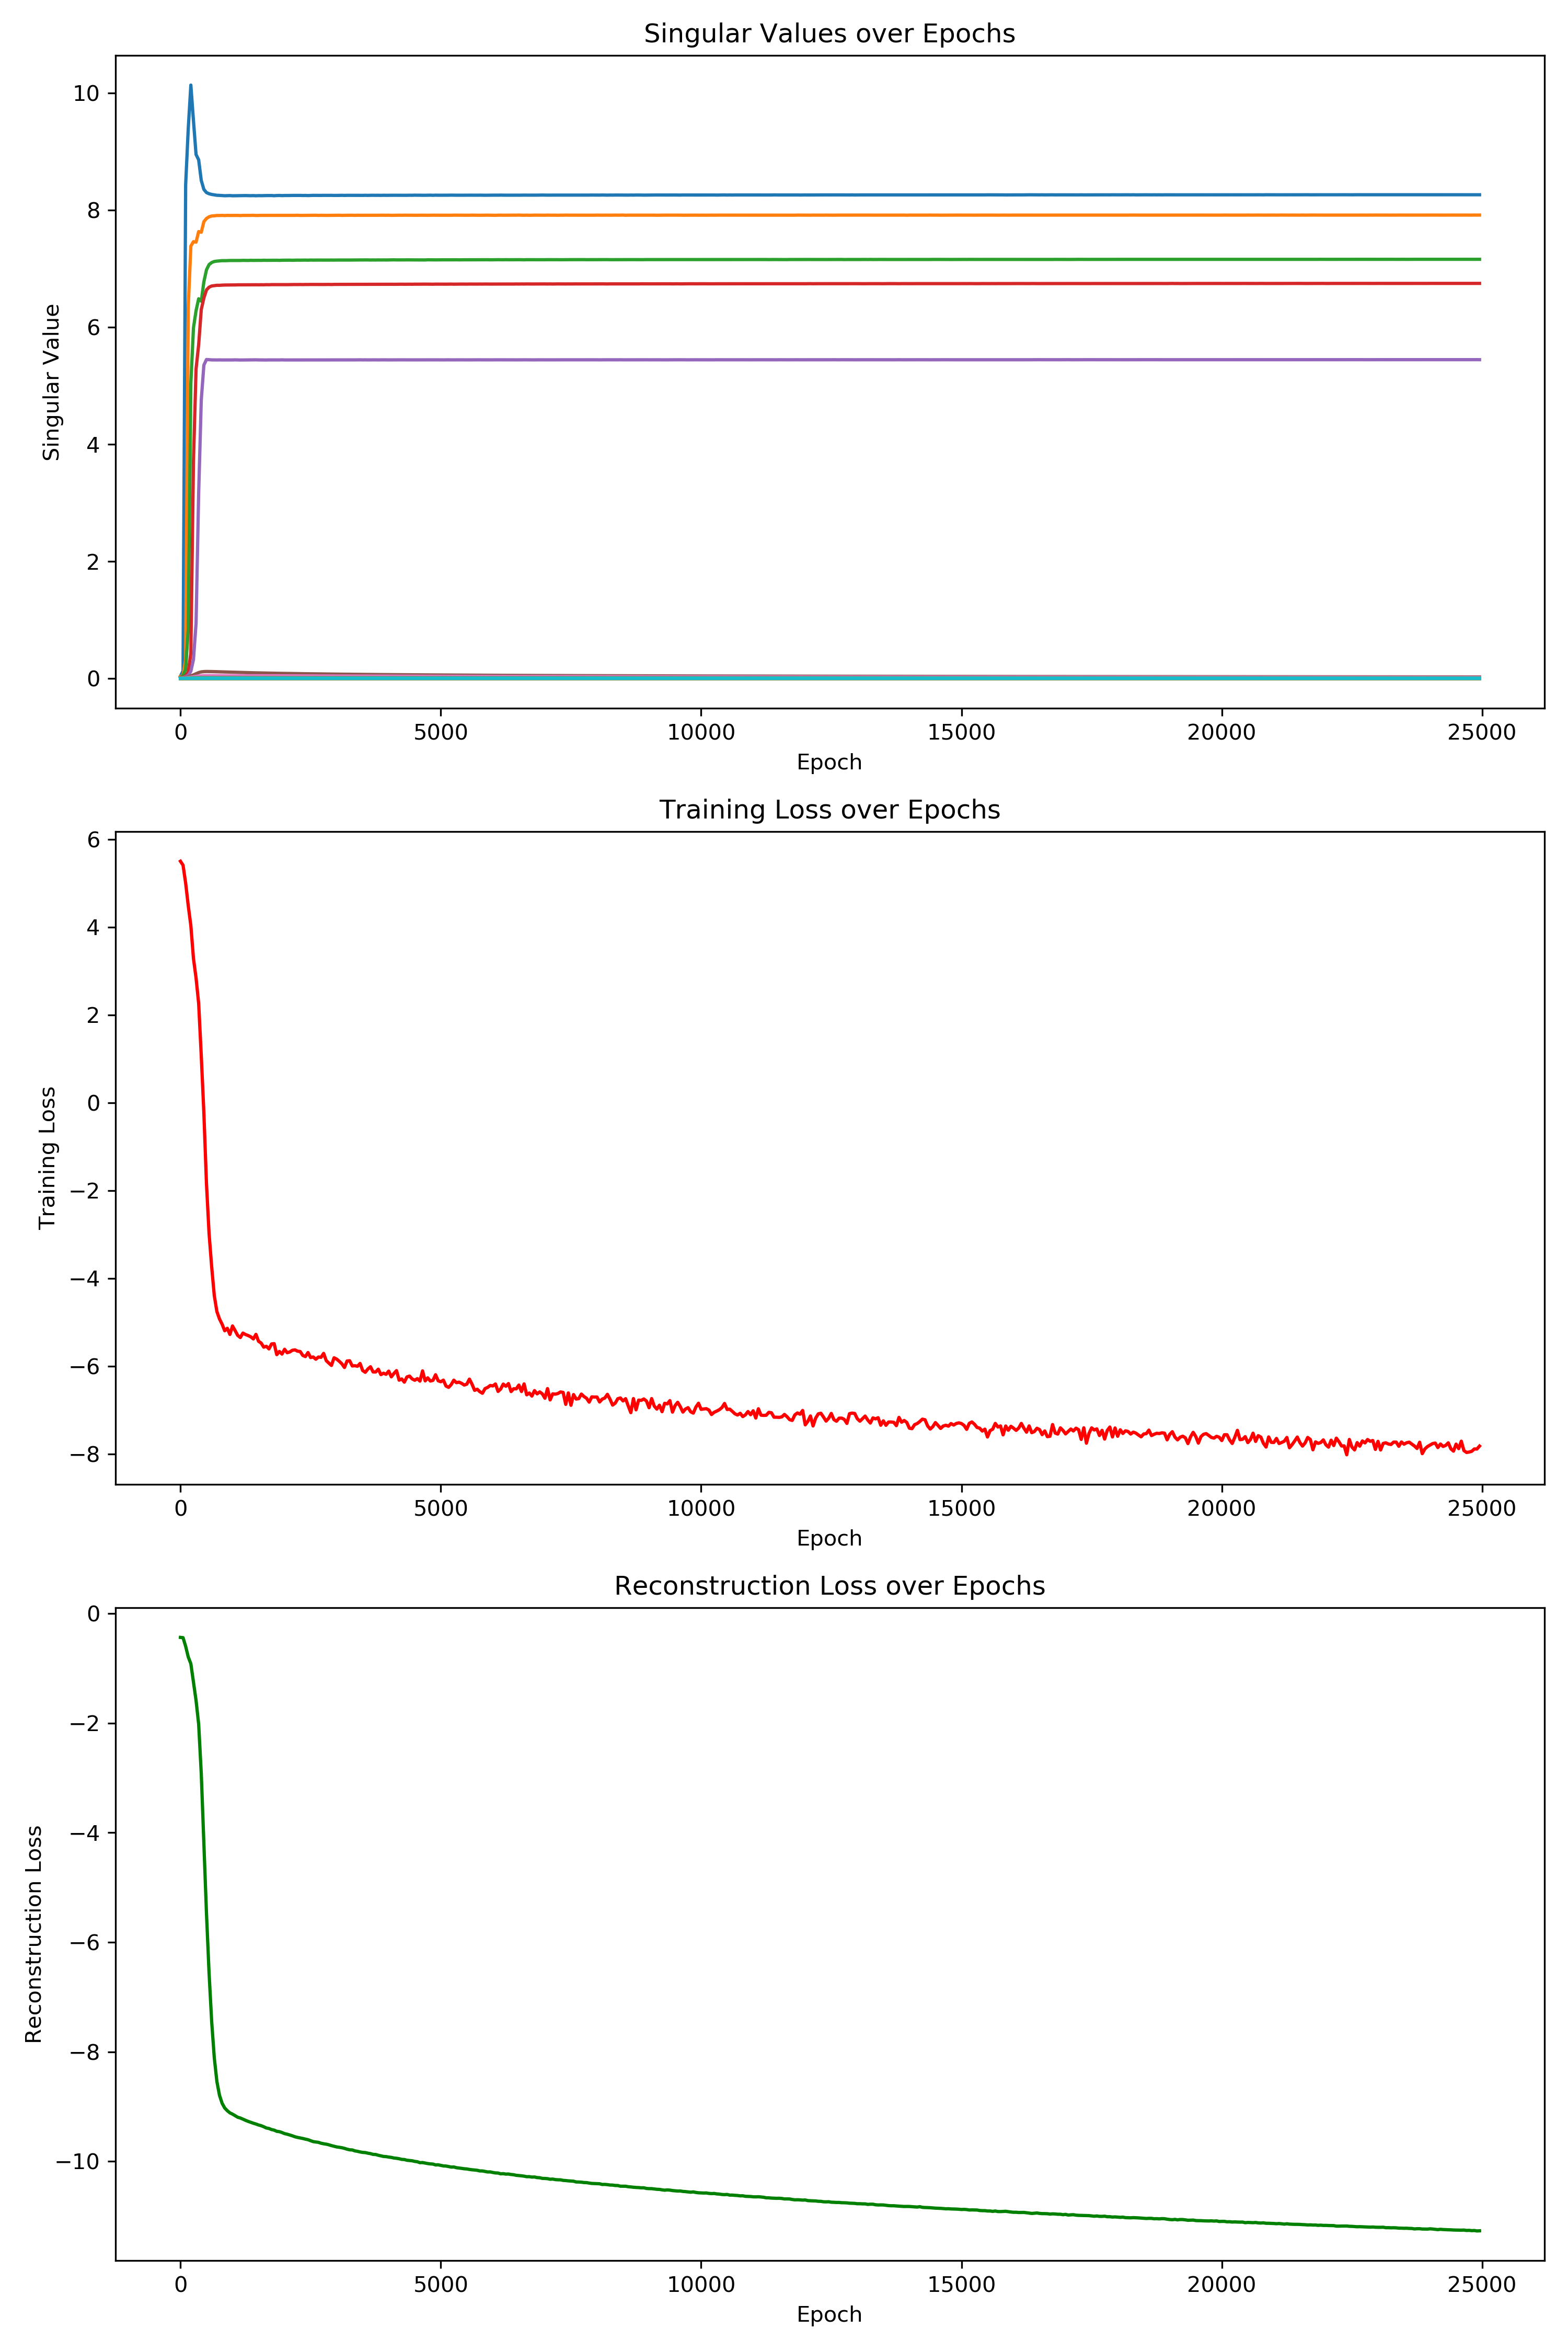 Singular Values over Epochs
10
8
6
4
2
0
Singular Value
0 5000 10000 15000 20000 25000
Epoch
Training Loss over Epochs
6
4
2
0
−2
−4
−6
−8
Training Loss
0 5000 10000 15000 20000 25000
Epoch
Reconstruction Loss over Epochs
0
−2
−4
−6
−8
−10
Reconstruction Loss
0 5000 10000 15000 20000 25000
Epoch